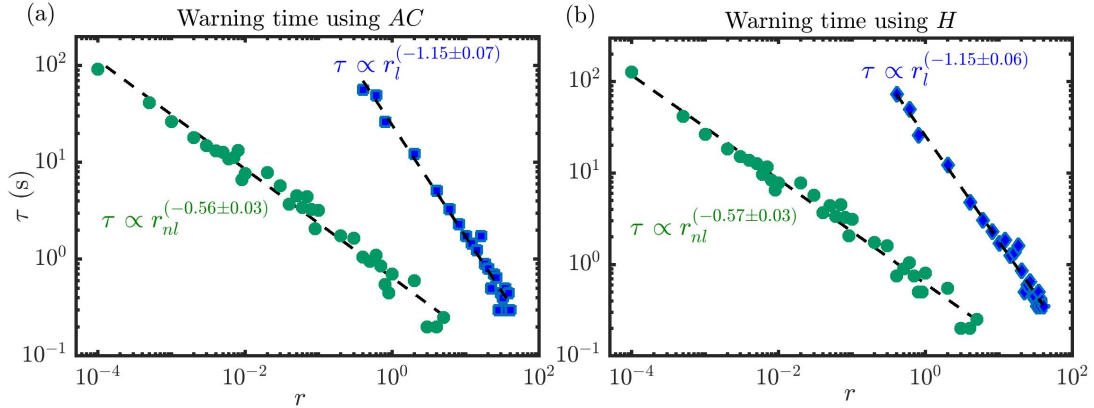 (a)
Warning time using AC
τ ∝ r_l^(−1.15±0.07)
τ ∝ r_nl^(−0.56±0.03)
τ (s)
10^2
10^1
10^0
10^−1
10^−4
10^−2
10^0
10^2
r
(b)
Warning time using H
τ ∝ r_l^(−1.15±0.06)
τ ∝ r_nl^(−0.57±0.03)
10^2
10^1
10^0
10^−1
10^−4
10^−2
10^0
10^2
r